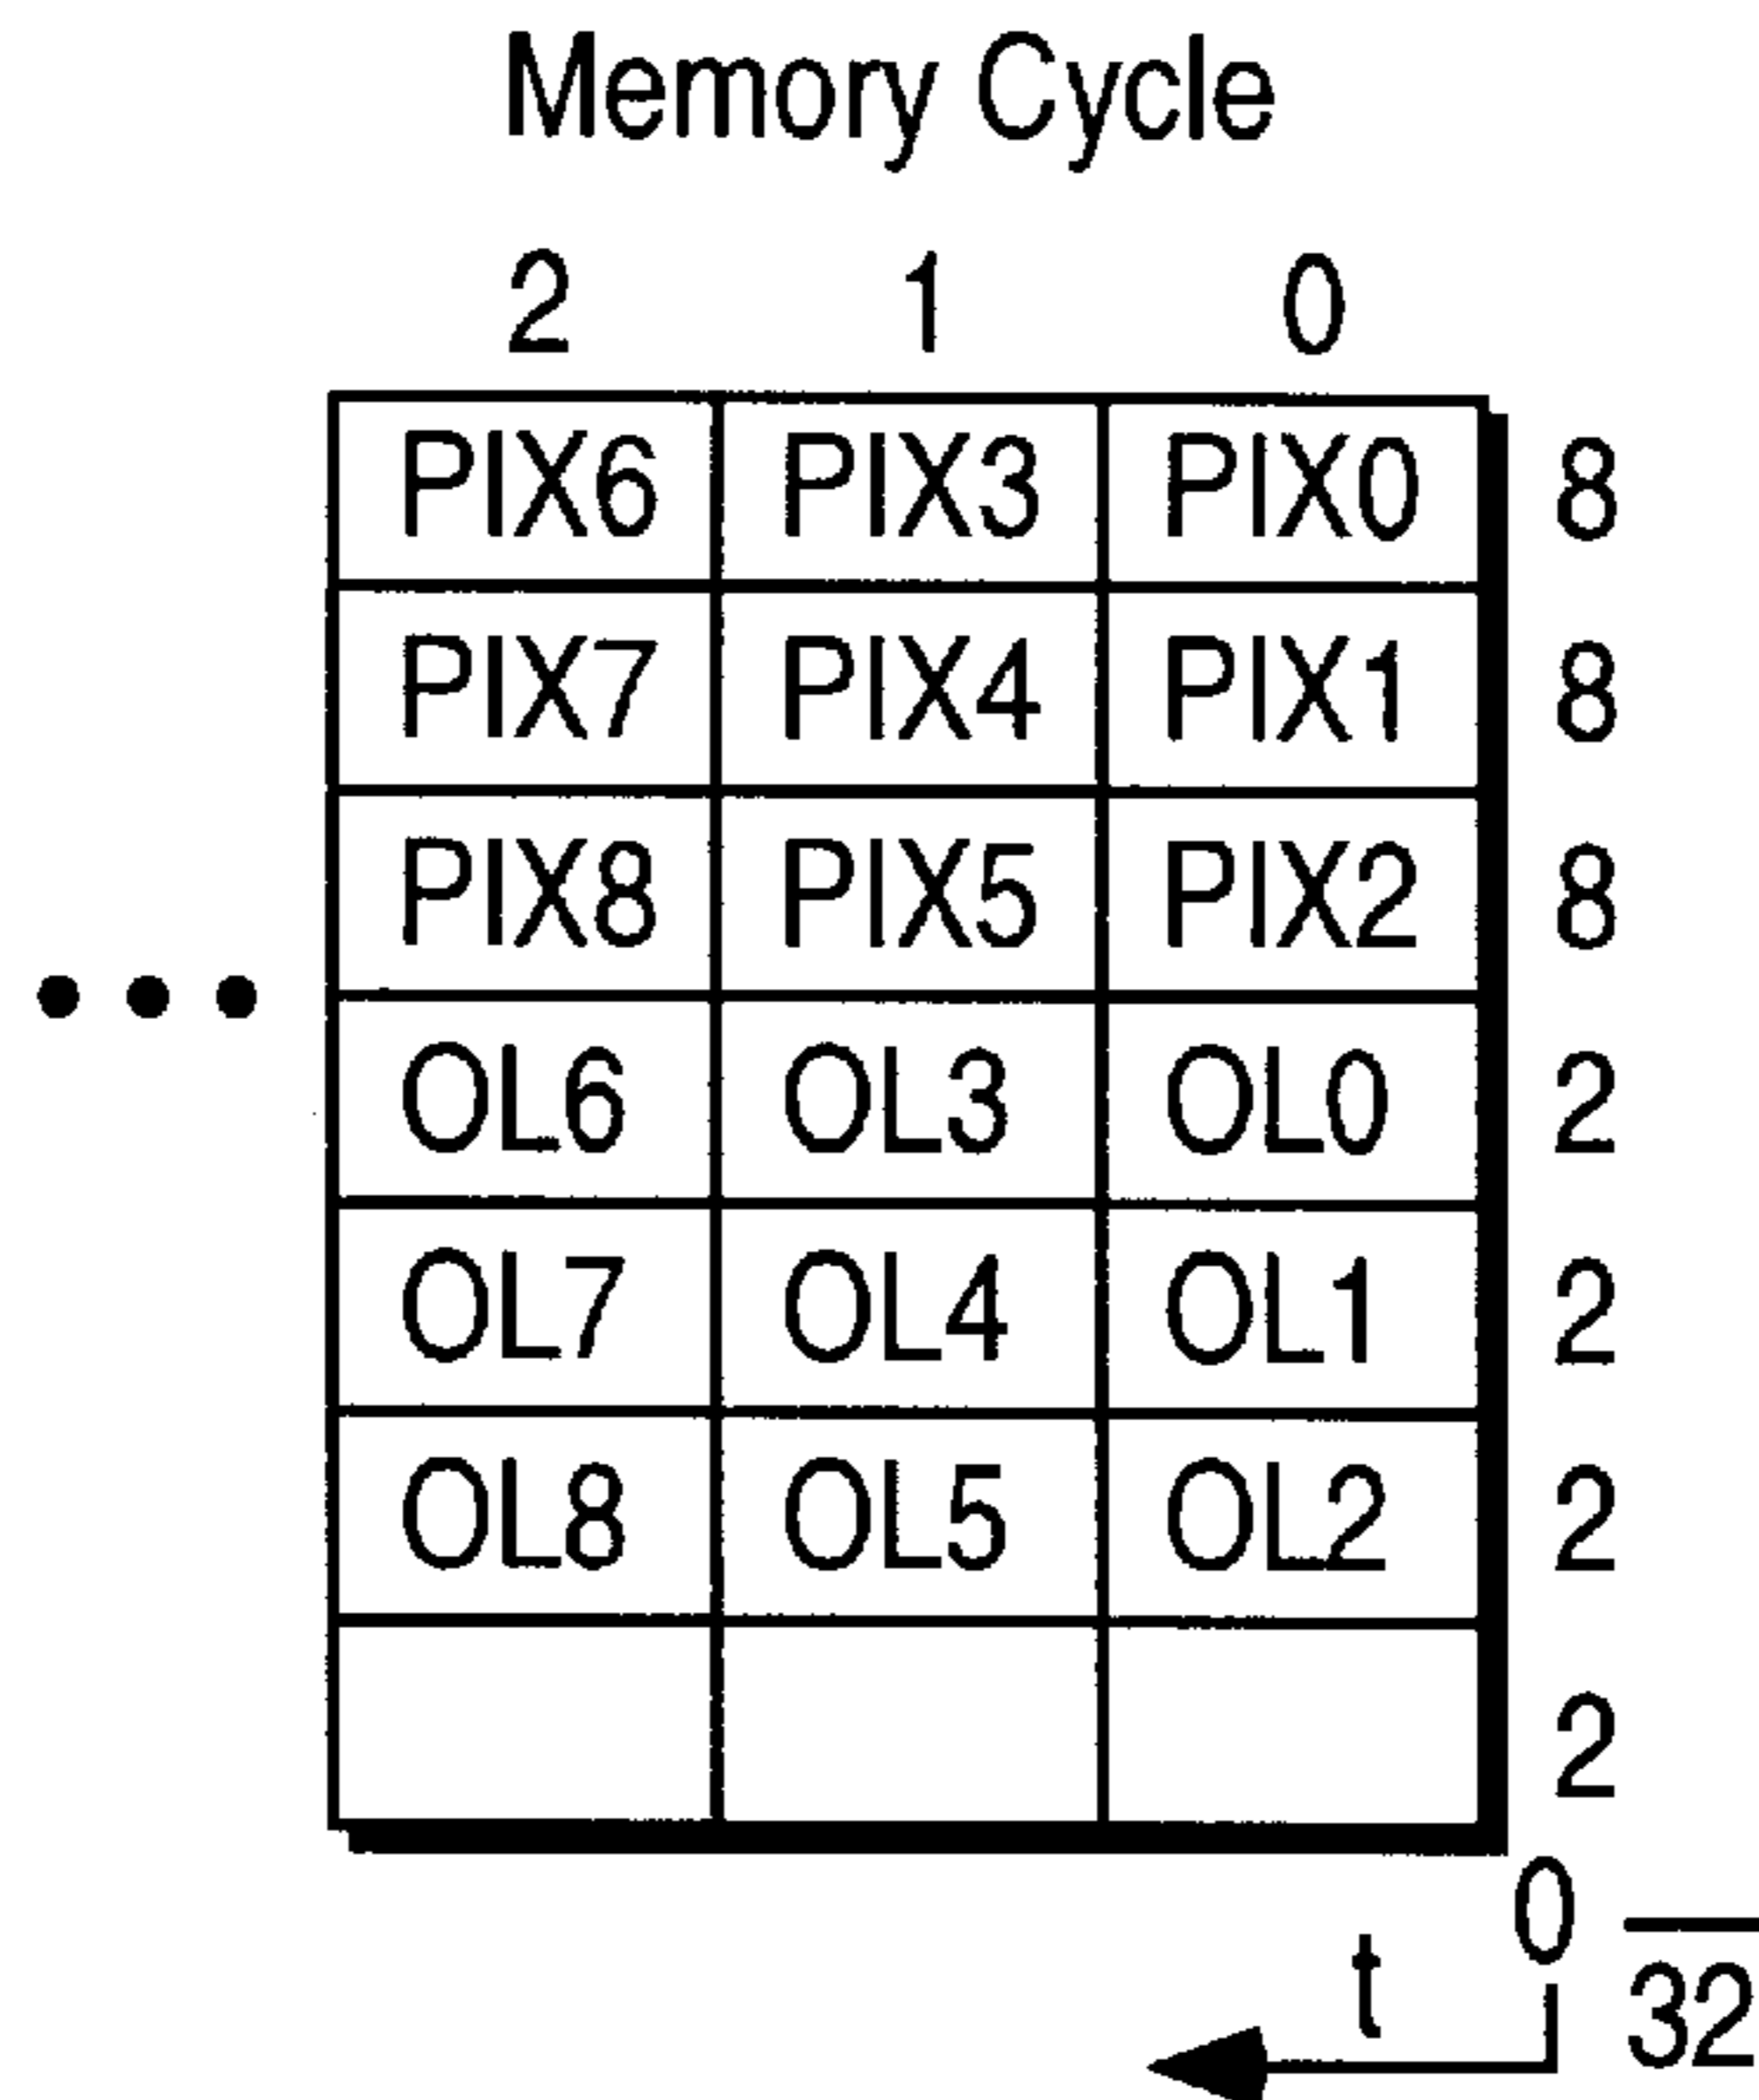 Memory Cycle
2 1 0
PIX6 PIX3 PIX0 8
PIX7 PIX4 PIX1 8
PIX8 PIX5 PIX2 8
OL6 OL3 OL0 2
OL7 OL4 OL1 2
OL8 OL5 OL2 2
2
0
t 32